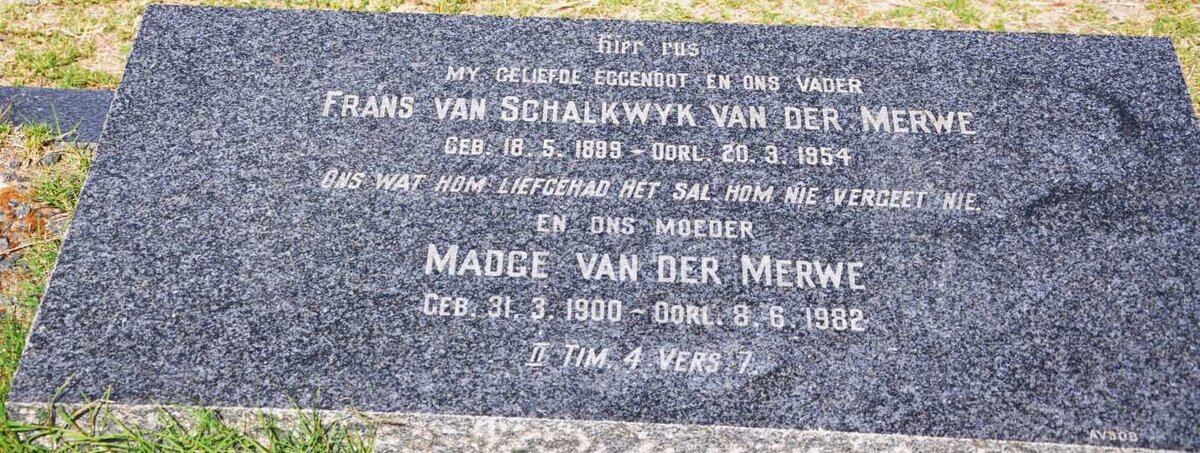 Hier rus
MY GELIEFDE EGGENOOT EN ONS VADER
FRANS VAN SCHALKWYK VAN DER MERWE
GEB. 18. 5. 1899 - OORL. 20. 3. 1954
ONS WAT HOM LIEFGEHAD HET SAL HOM NIE VERGEET NIE.
EN ONS MOEDER
MADGE VAN DER MERWE
GEB. 31. 3. 1900 - OORL. 8. 6. 1982
II TIM. 4 VERS 7.
AVBOB